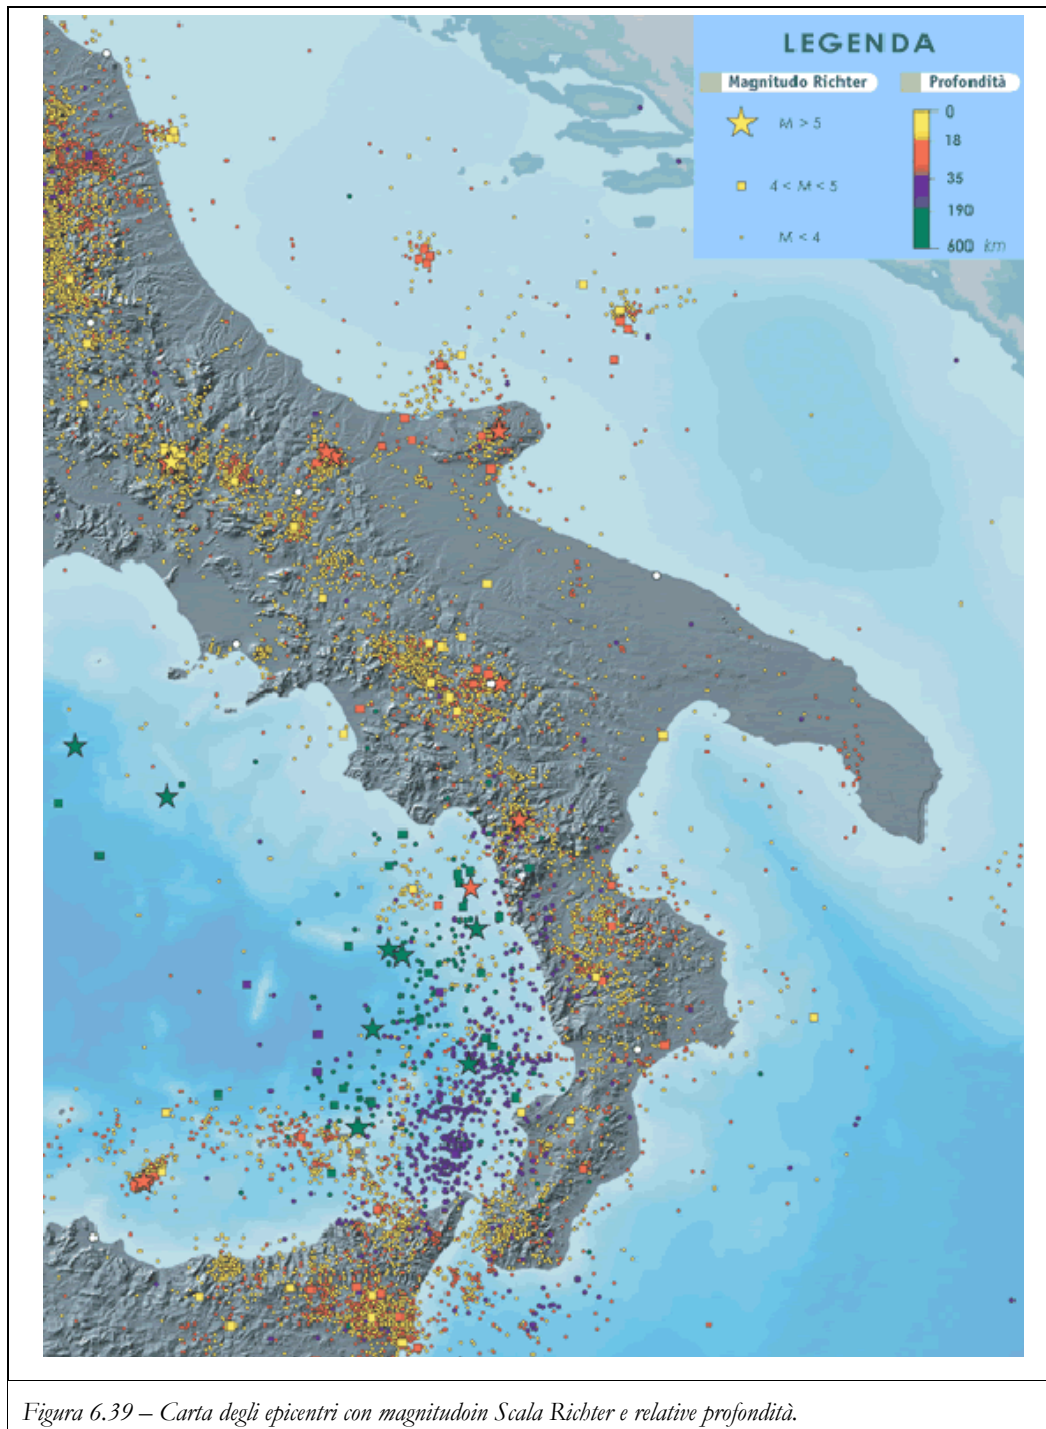 LEGENDA
Magnitudo Richter Profondità
M > 5
4 < M < 5
M < 4
0
18
35
190
600 km
Figura 6.39 – Carta degli epicentri con magnitudoin Scala Richter e relative profondità.